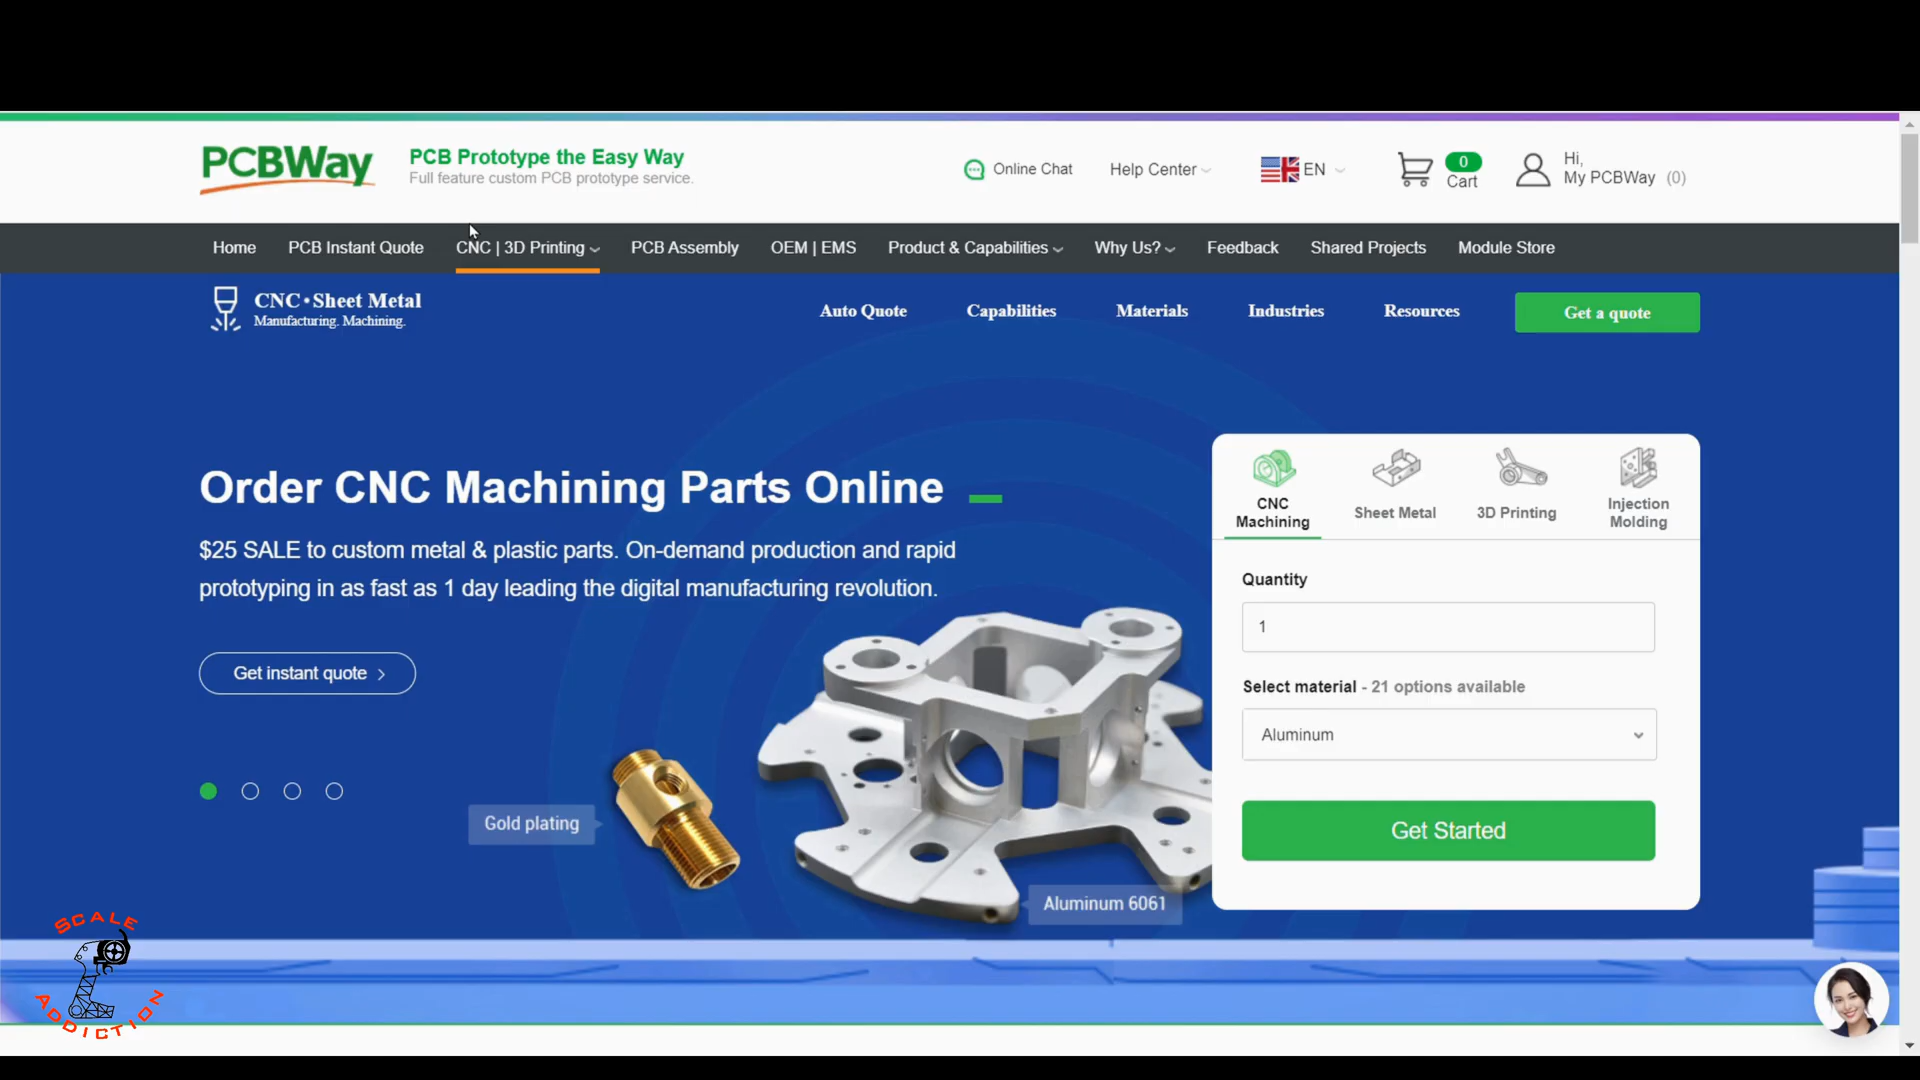 PCBWay
PCB Prototype the Easy Way
Full feature custom PCB prototype service.
Online Chat
Help Center
EN
0
Cart
Hi,
My PCBWay (0)
Home
PCB Instant Quote
CNC | 3D Printing
PCB Assembly
OEM | EMS
Product & Capabilities
Why Us?
Feedback
Shared Projects
Module Store
CNC•Sheet Metal
Manufacturing. Machining.
Auto Quote
Capabilities
Materials
Industries
Resources
Get a quote
Order CNC Machining Parts Online
$25 SALE to custom metal & plastic parts. On-demand production and rapid
prototyping in as fast as 1 day leading the digital manufacturing revolution.
Get instant quote
Gold plating
Aluminum 6061
CNC
Machining
Sheet Metal
3D Printing
Injection
Molding
Quantity
1
Select material - 21 options available
Aluminum
Get Started
SCALE
ADDICTION